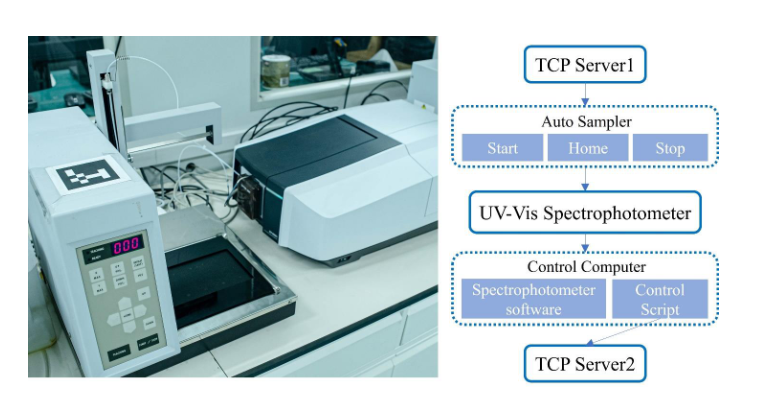 000
TCP Server1
Auto Sampler
Start Home Stop
UV-Vis Spectrophotometer
Control Computer
Spectrophotometer Control
software Script
TCP Server2